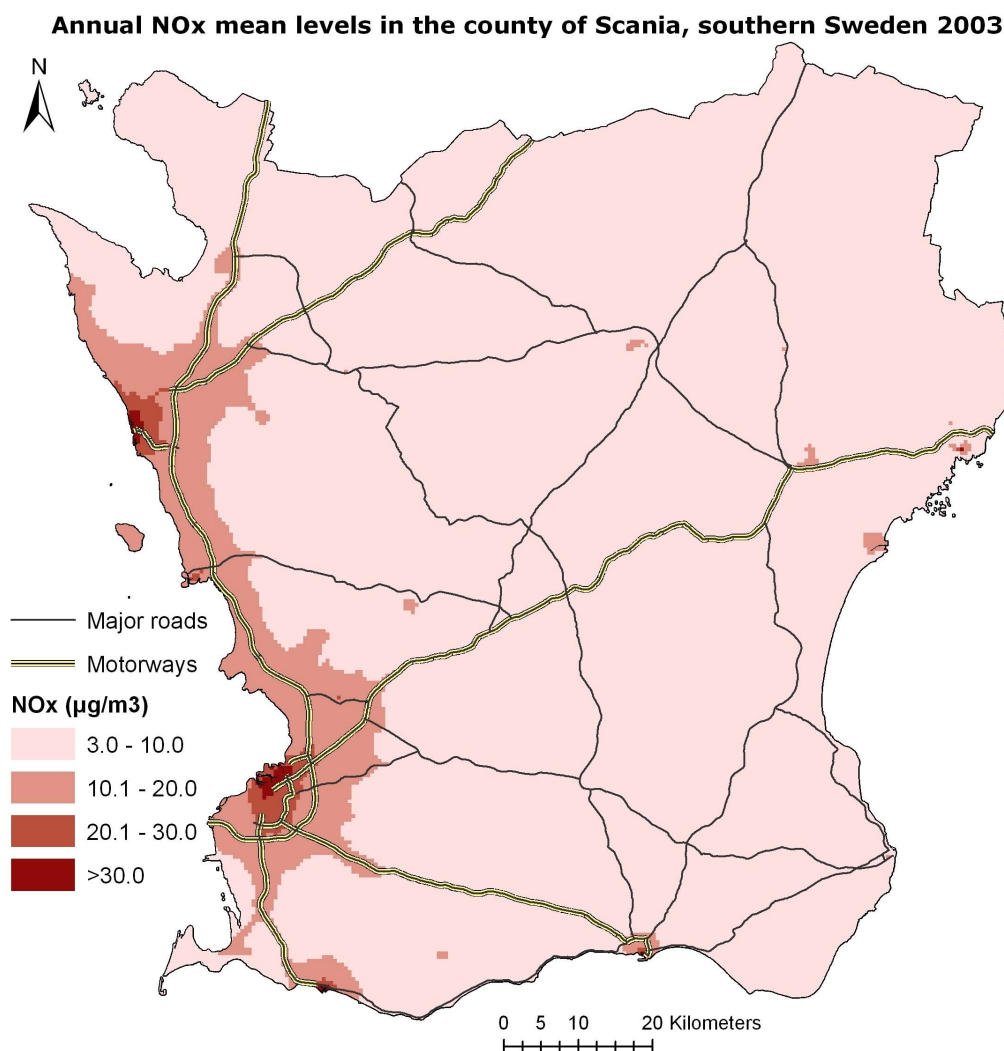 Annual NOx mean levels in the county of Scania, southern Sweden 2003
N
Major roads
Motorways
NOx (µg/m3)
3.0 - 10.0
10.1 - 20.0
20.1 - 30.0
>30.0
0 5 10 20 Kilometers